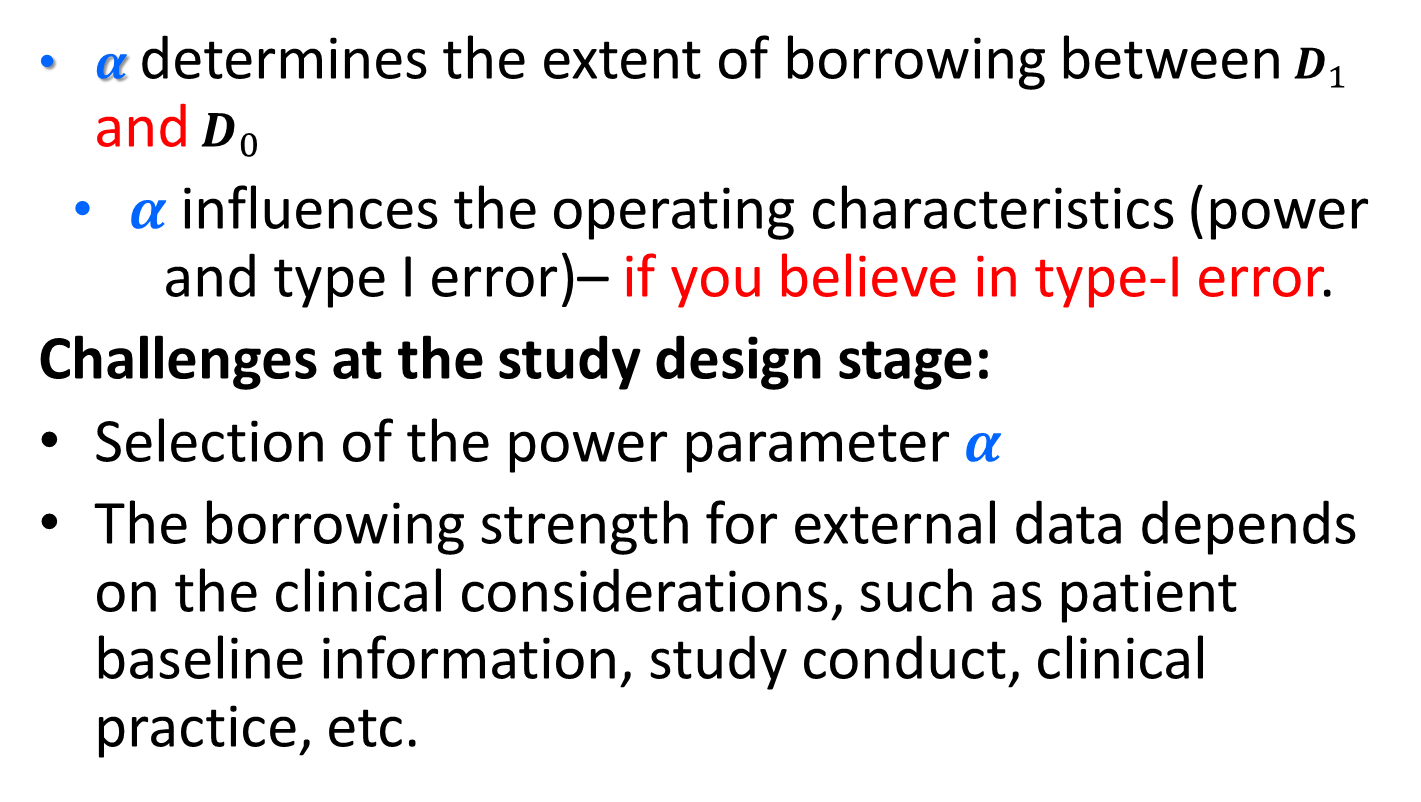 • α determines the extent of borrowing between D₁
and D₀
• α influences the operating characteristics (power
and type I error)– if you believe in type-I error.
Challenges at the study design stage:
• Selection of the power parameter α
• The borrowing strength for external data depends
on the clinical considerations, such as patient
baseline information, study conduct, clinical
practice, etc.